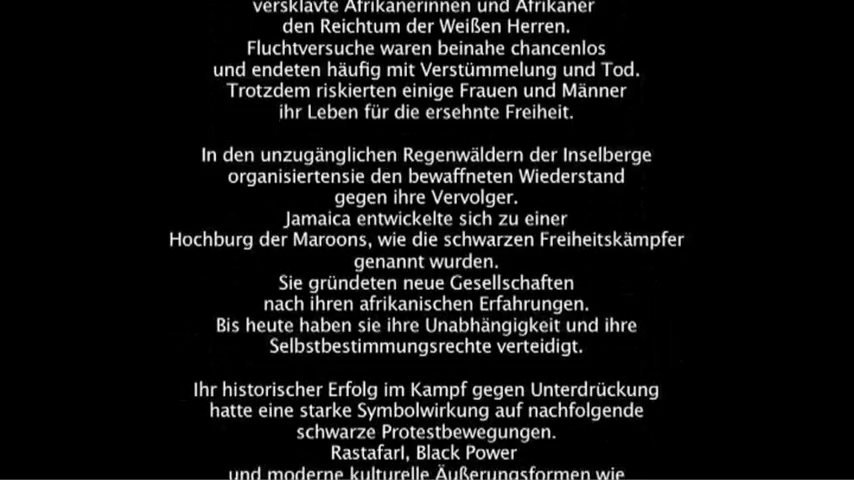 versklavte Afrikanerinnen und Afrikaner
den Reichtum der Weißen Herren.
Fluchtversuche waren beinahe chancenlos
und endeten häufig mit Verstümmelung und Tod.
Trotzdem riskierten einige Frauen und Männer
ihr Leben für die ersehnte Freiheit.
In den unzugänglichen Regenwäldern der Inselberge
organisiertensie den bewaffneten Wiederstand
gegen ihre Vervolger.
Jamaica entwickelte sich zu einer
Hochburg der Maroons, wie die schwarzen Freiheitskämpfer
genannt wurden.
Sie gründeten neue Gesellschaften
nach ihren afrikanischen Erfahrungen.
Bis heute haben sie ihre Unabhängigkeit und ihre
Selbstbestimmungsrechte verteidigt.
Ihr historischer Erfolg im Kampf gegen Unterdrückung
hatte eine starke Symbolwirkung auf nachfolgende
schwarze Protestbewegungen.
RastafarI, Black Power
und moderne kulturelle Äußerungsformen wie